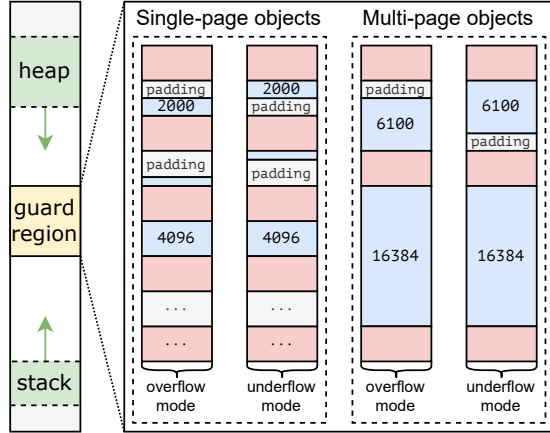 heap
guard
region
stack
Single-page objects
Multi-page objects
padding
2000
padding
4096
...
...
overflow
mode
2000
padding
padding
4096
...
...
underflow
mode
padding
6100
16384
overflow
mode
6100
padding
16384
underflow
mode